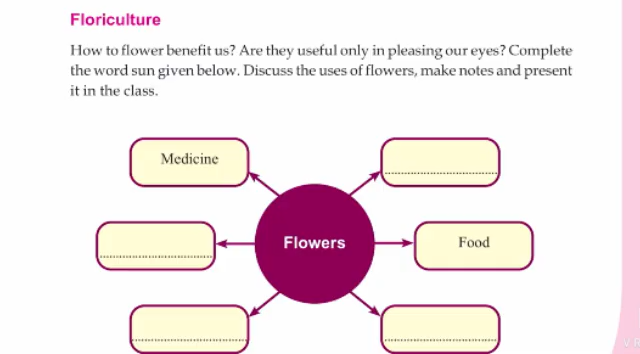 Floriculture
How to flower benefit us? Are they useful only in pleasing our eyes? Complete
the word sun given below. Discuss the uses of flowers, make notes and present
it in the class.
Medicine
Flowers
Food